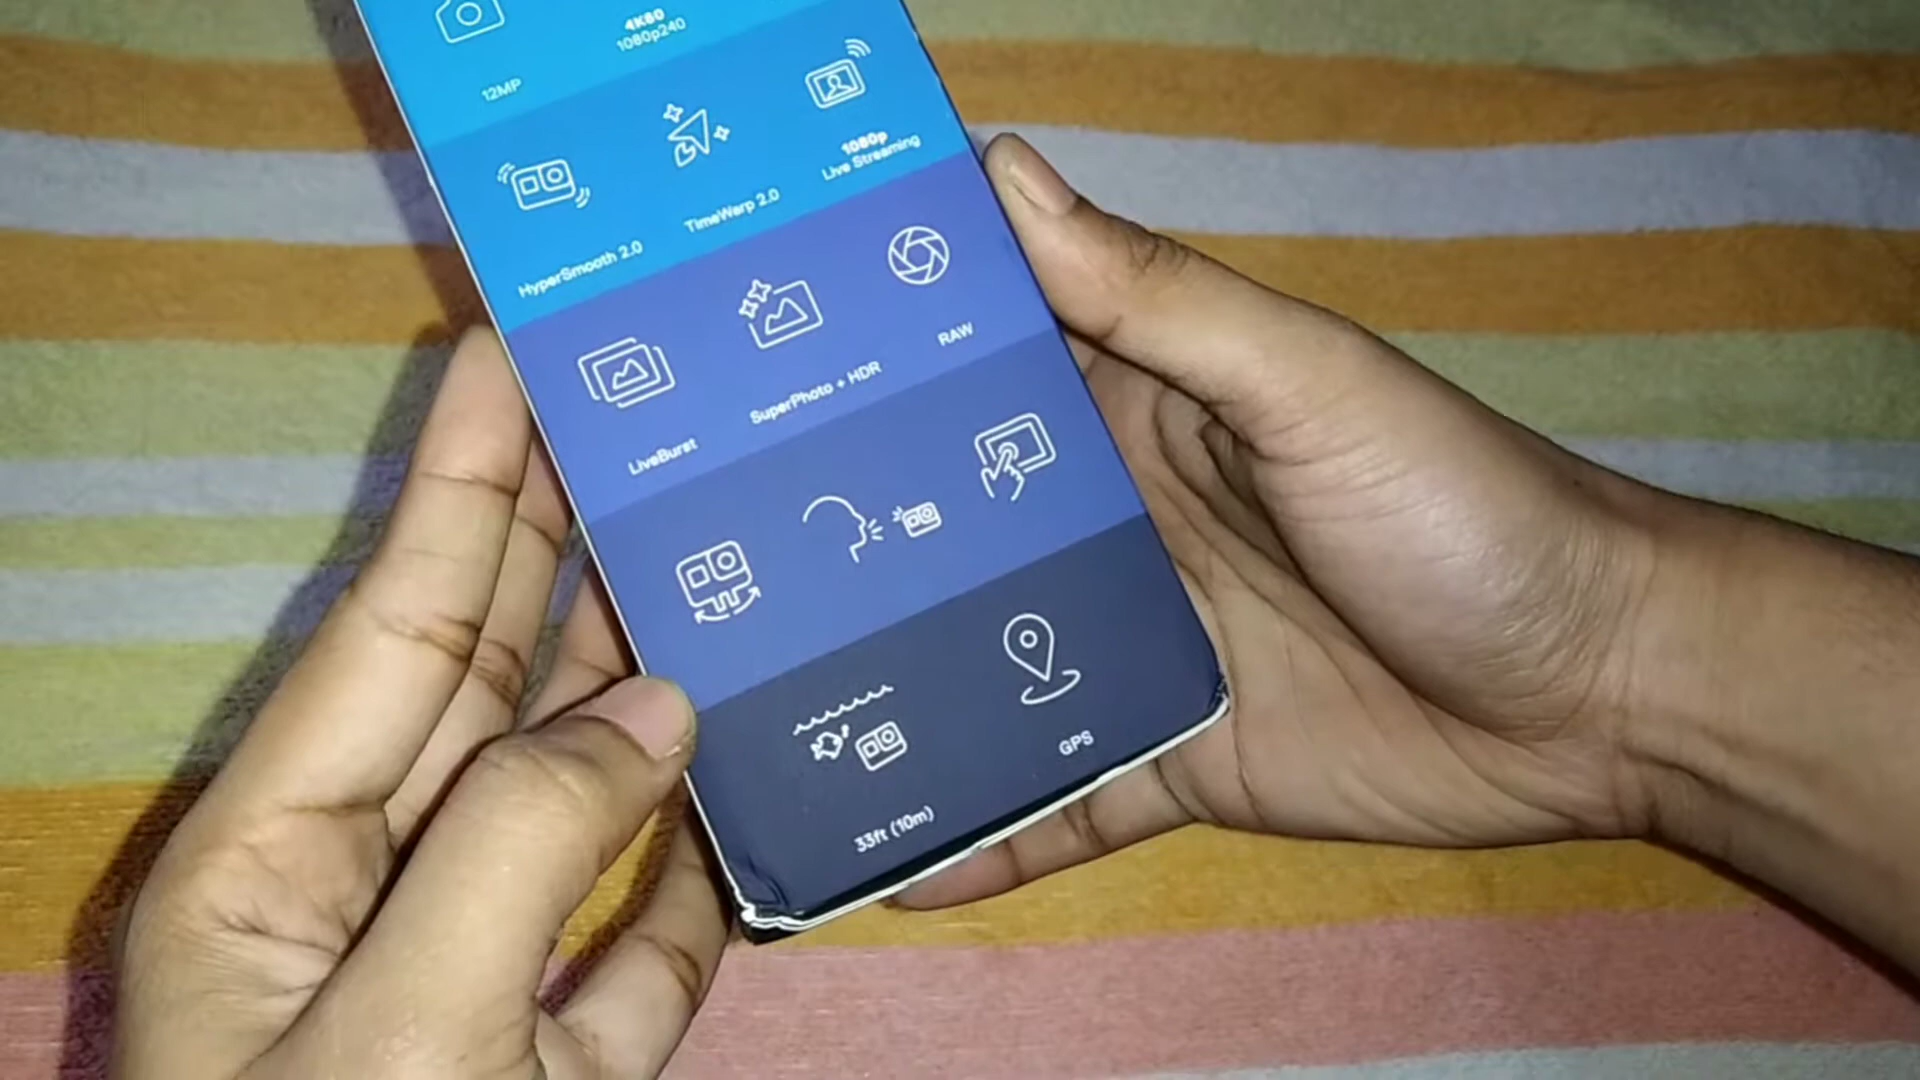 12MP
4K60
1080p240
HyperSmooth 2.0
TimeWarp 2.0
1080p
Live Streaming
LiveBurst
SuperPhoto + HDR
RAW
33ft (10m)
GPS